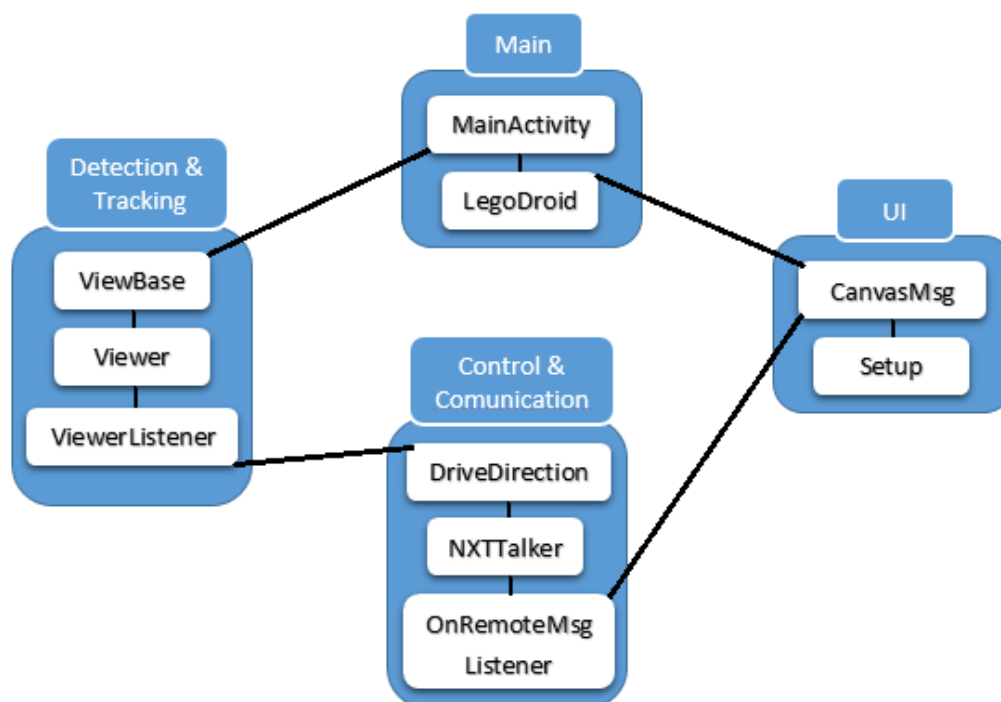 Main
MainActivity
LegoDroid
Detection &
Tracking
ViewBase
Viewer
ViewerListener
Control &
Comunication
DriveDirection
NXTTalker
OnRemoteMsg
Listener
UI
CanvasMsg
Setup